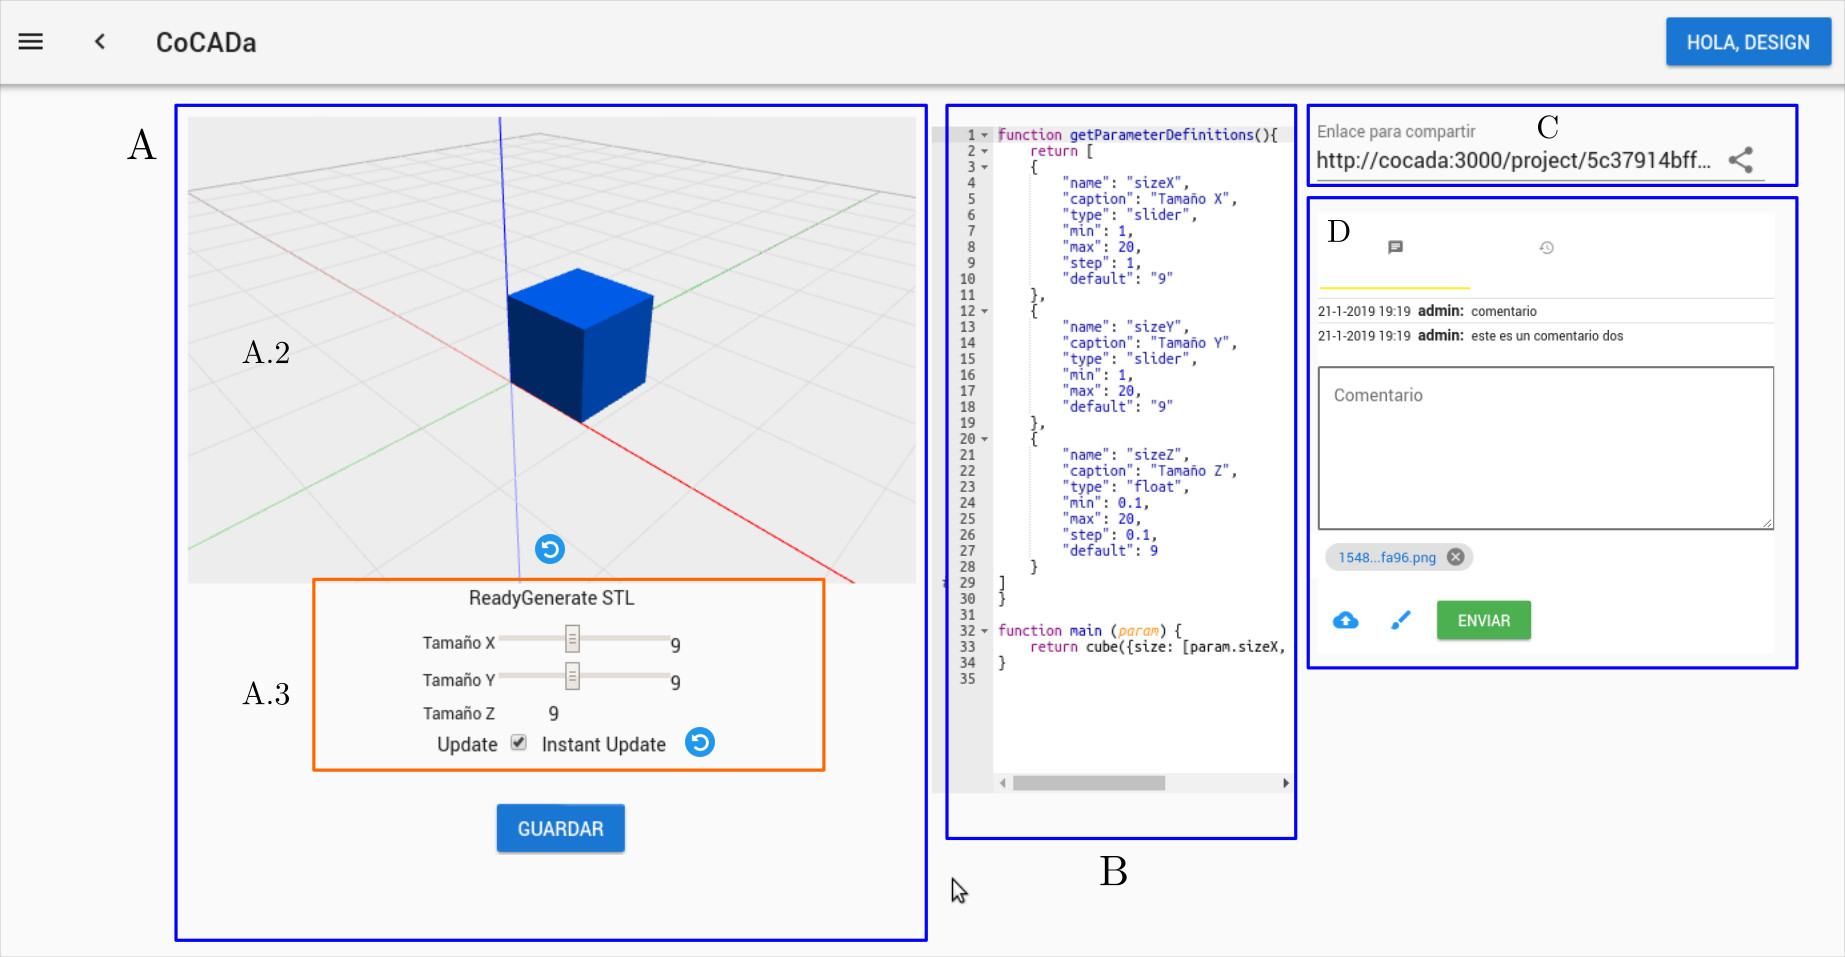 CoCADa
HOLA, DESIGN
A
A.2
ReadyGenerate STL
Tamaño X 9
Tamaño Y 9
Tamaño Z 9
Update Instant Update
A.3
GUARDAR
1 function getParameterDefinitions(){
2 return [
3 {
4 "name": "sizeX",
5 "caption": "Tamaño X",
6 "type": "slider",
7 "min": 1,
8 "max": 20,
9 "step": 1,
10 "default": "9"
11 },
12 {
13 "name": "sizeY",
14 "caption": "Tamaño Y",
15 "type": "slider",
16 "min": 1,
17 "max": 20,
18 "default": "9"
19 },
20 {
21 "name": "sizeZ",
22 "caption": "Tamaño Z",
23 "type": "float",
24 "min": 0.1,
25 "max": 20,
26 "step": 0.1,
27 "default": 9
28 }
29 ]
30 }
31
32 function main (param) {
33 return cube({size: [param.sizeX,
34 }
35
B
C
Enlace para compartir
http://cocada:3000/project/5c37914bff...
D
21-1-2019 19:19 admin: comentario
21-1-2019 19:19 admin: este es un comentario dos
Comentario
1548...fa96.png
ENVIAR